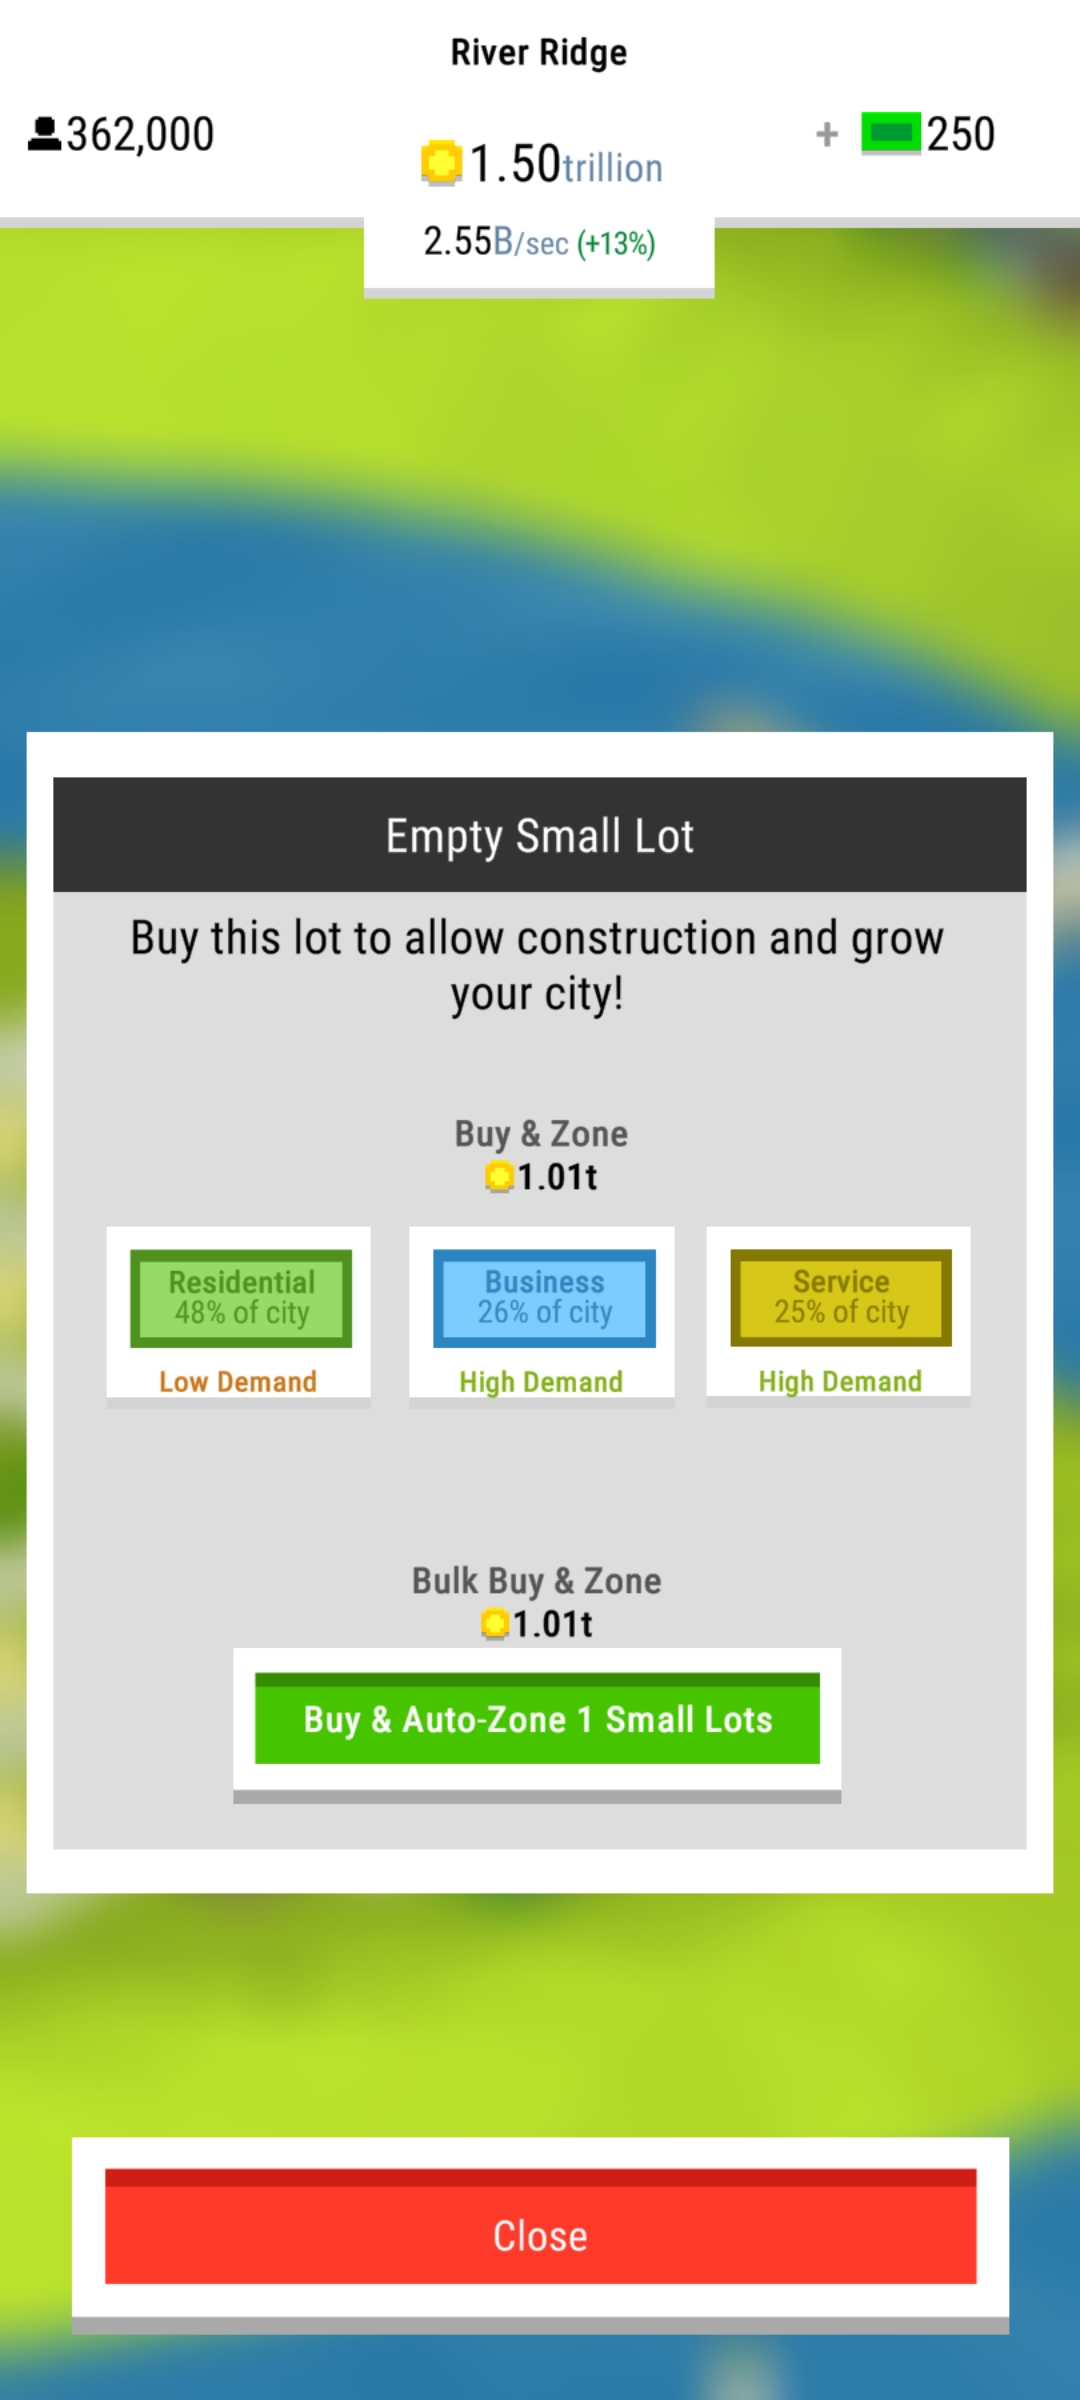 River Ridge
362,000
1.50trillion
+ 250
2.55B/sec (+13%)
Empty Small Lot
Buy this lot to allow construction and grow
your city!
Buy & Zone
1.01t
Residential
48% of city
Low Demand
Business
26% of city
High Demand
Service
25% of city
High Demand
Bulk Buy & Zone
1.01t
Buy & Auto-Zone 1 Small Lots
Close